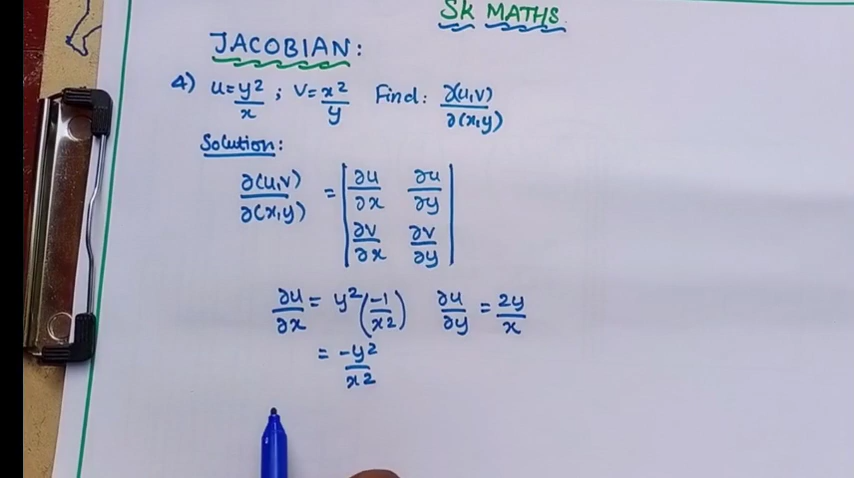 SK MATHS.
JACOBIAN:
4) u=y²/x ; v=x²/y Find: ∂(u,v)/∂(x,y)
Solution:
∂(u,v)/∂(x,y) = | ∂u/∂x ∂u/∂y |
| ∂v/∂x ∂v/∂y |
∂u/∂x = y²(-1/x²) ∂u/∂y = 2y/x
= -y²/x²